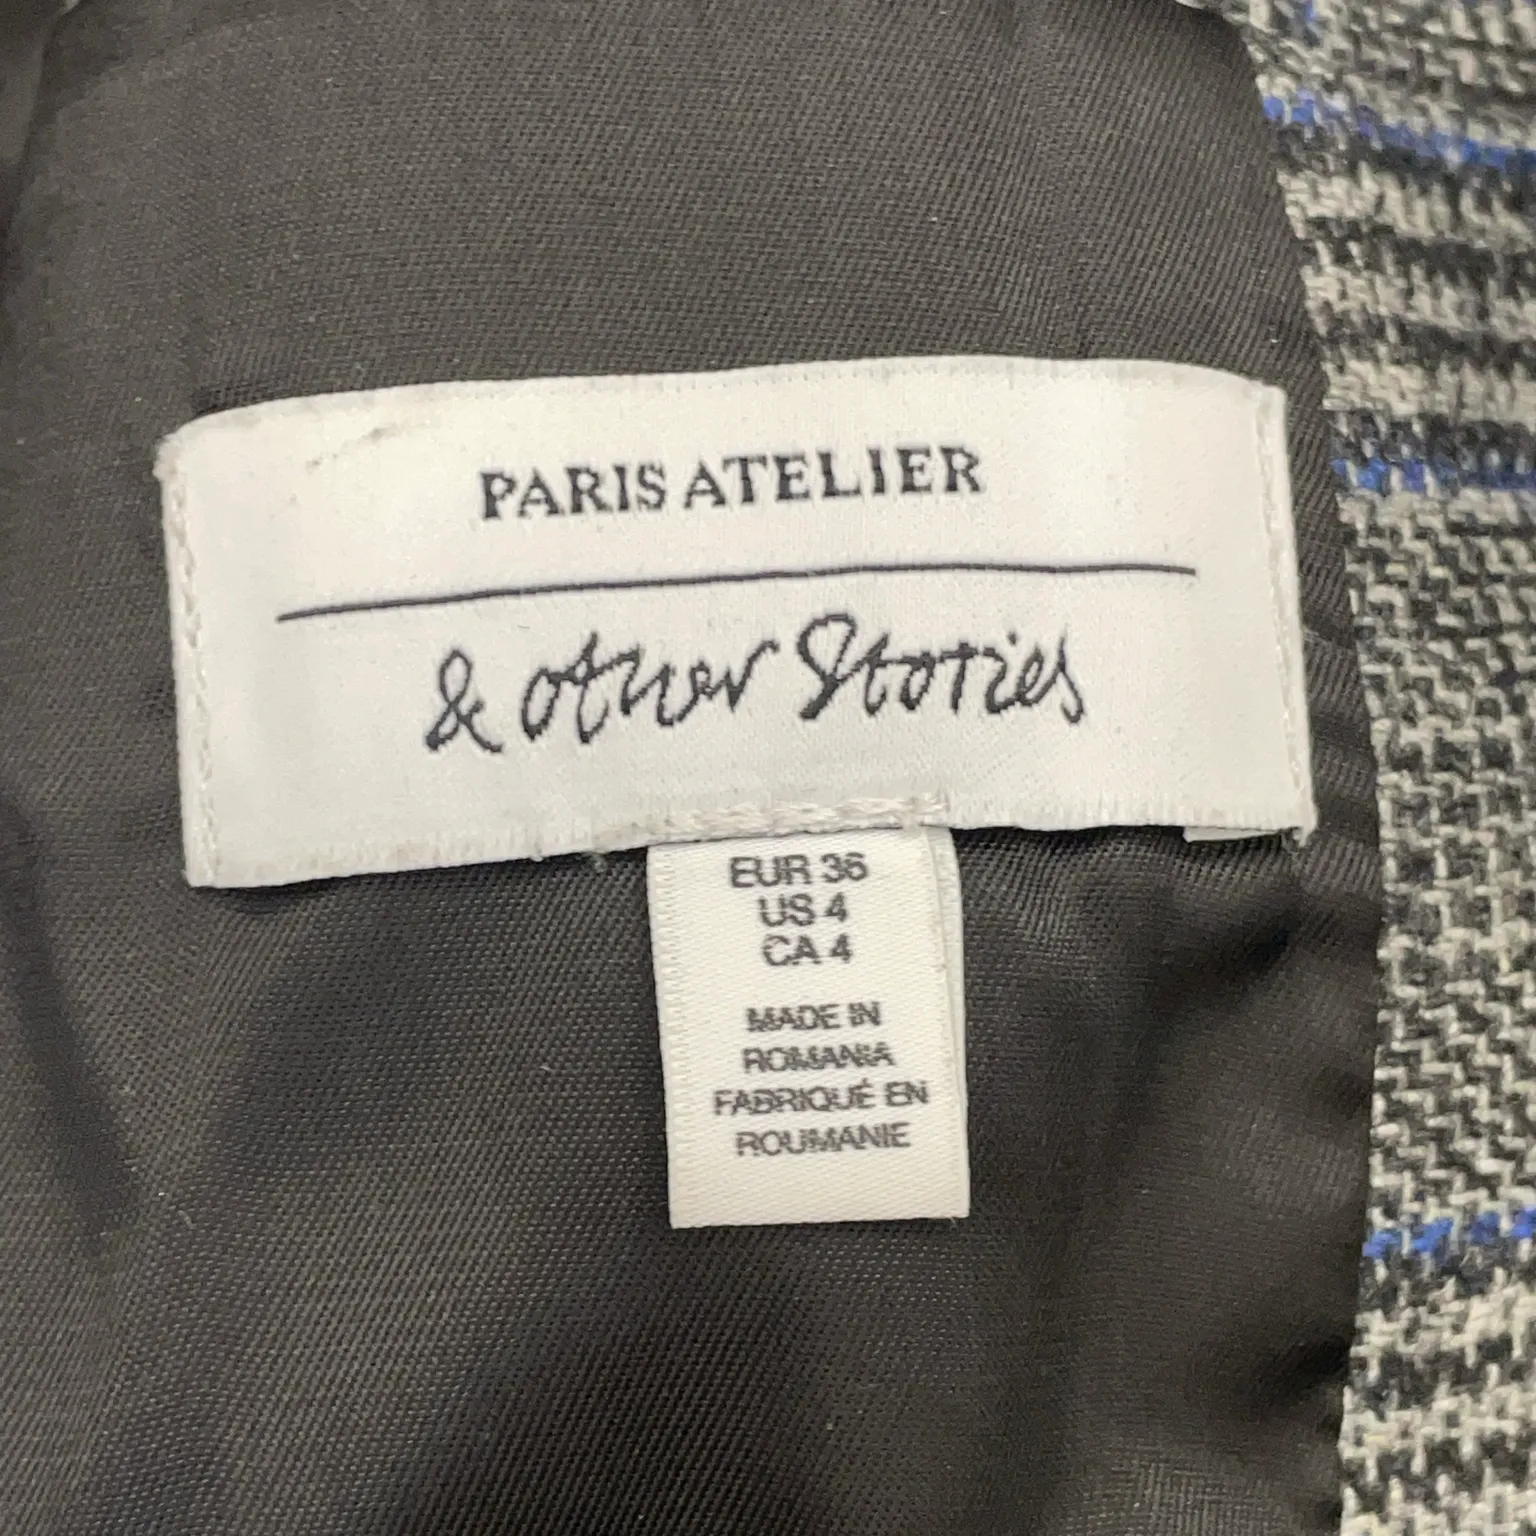 PARIS ATELIER
& other Stories
EUR 36
US 4
CA 4
MADE IN
ROMANIA
FABRIQUÉ EN
ROUMANIE